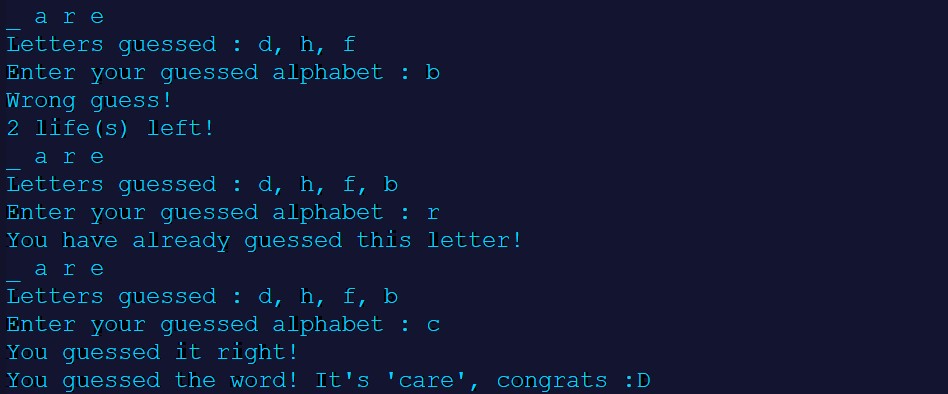 _ a r e
Letters guessed : d, h, f
Enter your guessed alphabet : b
Wrong guess!
2 life(s) left!
_ a r e
Letters guessed : d, h, f, b
Enter your guessed alphabet : r
You have already guessed this letter!
_ a r e
Letters guessed : d, h, f, b
Enter your guessed alphabet : c
You guessed it right!
You guessed the word! It's 'care', congrats :D